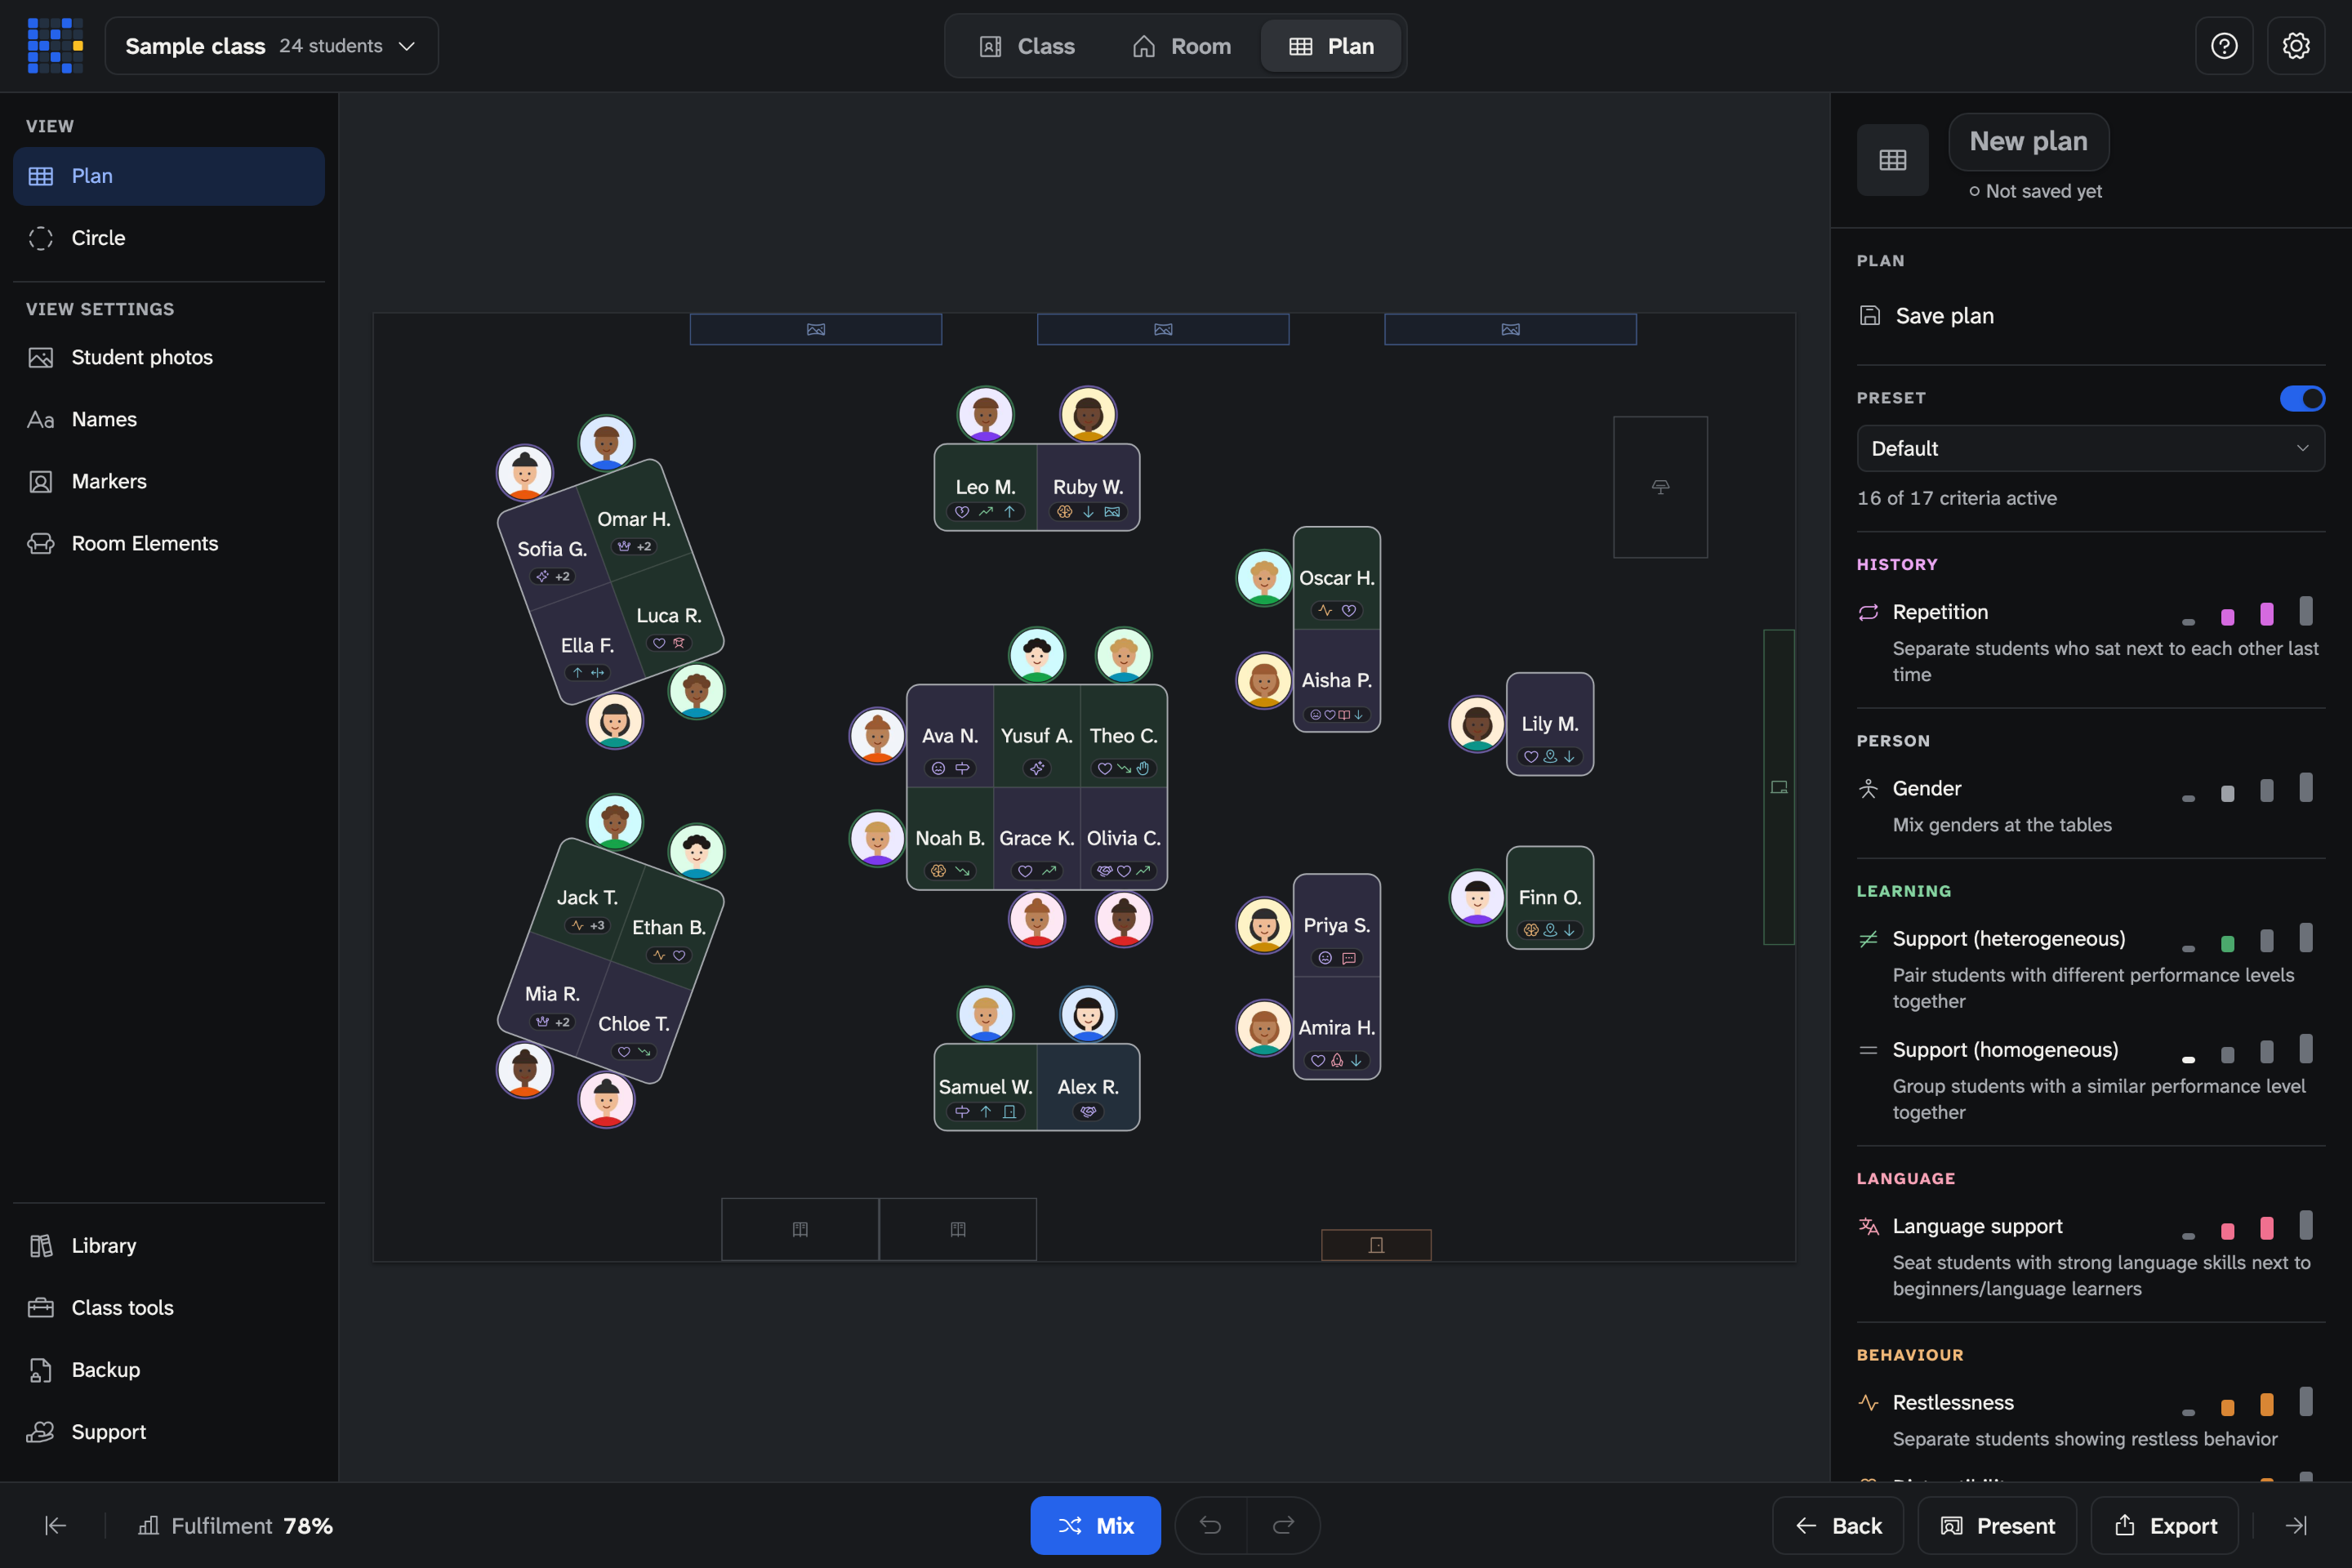 Sample class 24 students
Class
Room
Plan
VIEW
Plan
Circle
VIEW SETTINGS
Student photos
Names
Markers
Room Elements
Library
Class tools
Backup
Support
Sofia G.
+2
Omar H.
+2
Ella F.
Luca R.
Leo M.
Ruby W.
Oscar H.
Aisha P.
Ava N.
Yusuf A.
Theo C.
Noah B.
Grace K.
Olivia C.
Lily M.
Finn O.
Jack T.
+3
Ethan B.
Mia R.
+2
Chloe T.
Samuel W.
Alex R.
Priya S.
Amira H.
New plan
Not saved yet
PLAN
Save plan
PRESET
Default
16 of 17 criteria active
HISTORY
Repetition
Separate students who sat next to each other last
time
PERSON
Gender
Mix genders at the tables
LEARNING
Support (heterogeneous)
Pair students with different performance levels
together
Support (homogeneous)
Group students with a similar performance level
together
LANGUAGE
Language support
Seat students with strong language skills next to
beginners/language learners
BEHAVIOUR
Restlessness
Separate students showing restless behavior
Fulfilment 78%
Mix
Back
Present
Export